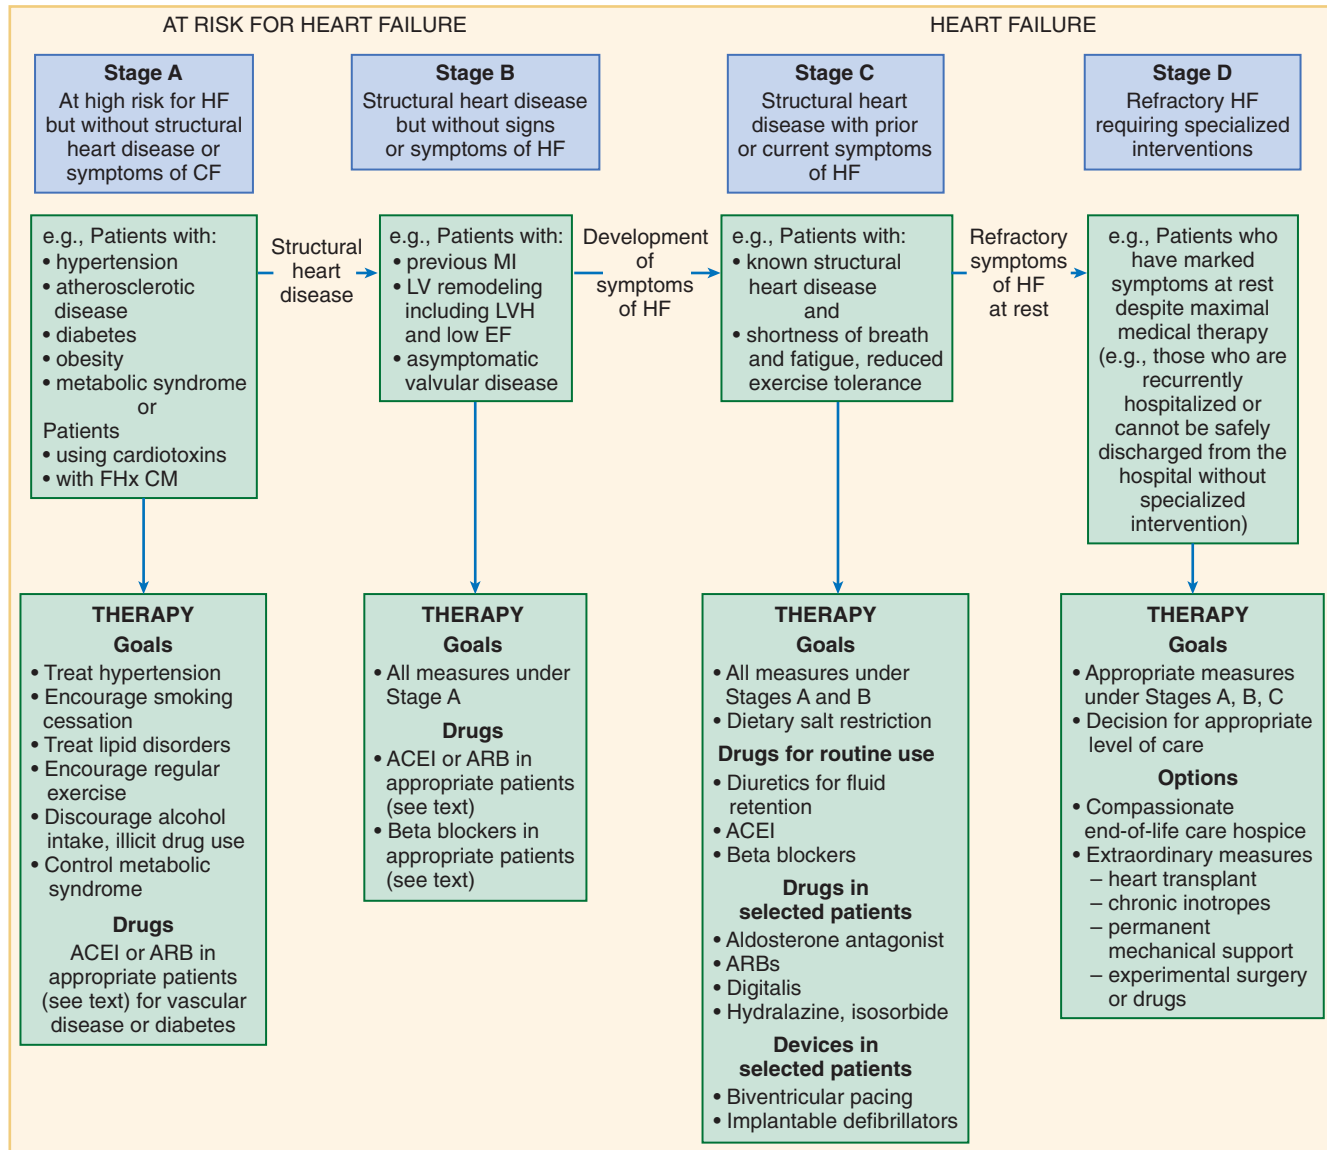 AT RISK FOR HEART FAILURE
HEART FAILURE
Stage A
At high risk for HF
but without structural
heart disease or
symptoms of CF
Stage B
Structural heart disease
but without signs
or symptoms of HF
Stage C
Structural heart
disease with prior
or current symptoms
of HF
Stage D
Refractory HF
requiring specialized
interventions
e.g., Patients with:
• hypertension
• atherosclerotic
disease
• diabetes
• obesity
• metabolic syndrome
or
Patients
• using cardiotoxins
• with FHx CM
Structural
heart
disease
e.g., Patients with:
• previous MI
• LV remodeling
including LVH
and low EF
• asymptomatic
valvular disease
Development
of
symptoms
of HF
e.g., Patients with:
• known structural
heart disease
and
• shortness of breath
and fatigue, reduced
exercise tolerance
Refractory
symptoms
of HF
at rest
e.g., Patients who
have marked
symptoms at rest
despite maximal
medical therapy
(e.g., those who are
recurrently
hospitalized or
cannot be safely
discharged from the
hospital without
specialized
intervention)
THERAPY
Goals
• Treat hypertension
• Encourage smoking
cessation
• Treat lipid disorders
• Encourage regular
exercise
• Discourage alcohol
intake, illicit drug use
• Control metabolic
syndrome
Drugs
ACEI or ARB in
appropriate patients
(see text) for vascular
disease or diabetes
THERAPY
Goals
• All measures under
Stage A
Drugs
• ACEI or ARB in
appropriate patients
(see text)
• Beta blockers in
appropriate patients
(see text)
THERAPY
Goals
• All measures under
Stages A and B
• Dietary salt restriction
Drugs for routine use
• Diuretics for fluid
retention
• ACEI
• Beta blockers
Drugs in
selected patients
• Aldosterone antagonist
• ARBs
• Digitalis
• Hydralazine, isosorbide
Devices in
selected patients
• Biventricular pacing
• Implantable defibrillators
THERAPY
Goals
• Appropriate measures
under Stages A, B, C
• Decision for appropriate
level of care
Options
• Compassionate
end-of-life care hospice
• Extraordinary measures
– heart transplant
– chronic inotropes
– permanent
mechanical support
– experimental surgery
or drugs